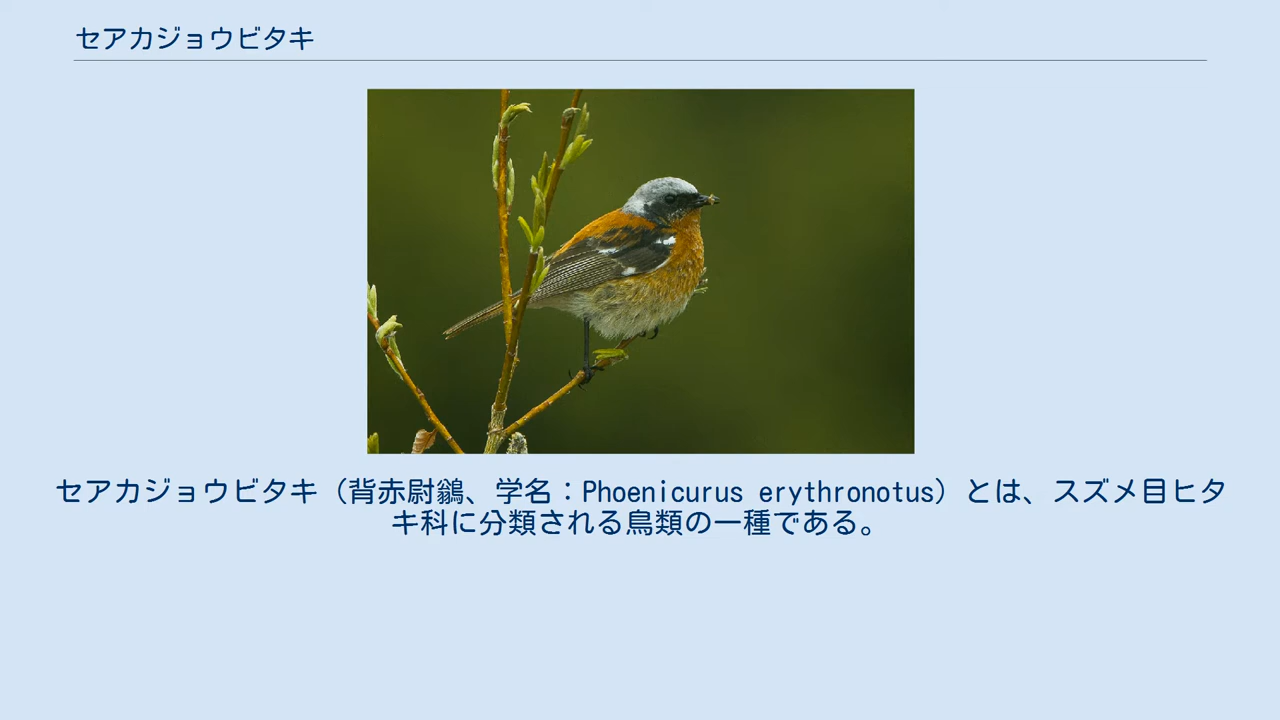 セアカジョウビタキ
セアカジョウビタキ（背赤尉鶲、学名：Phoenicurus erythronotus）とは、スズメ目ヒタ
キ科に分類される鳥類の一種である。